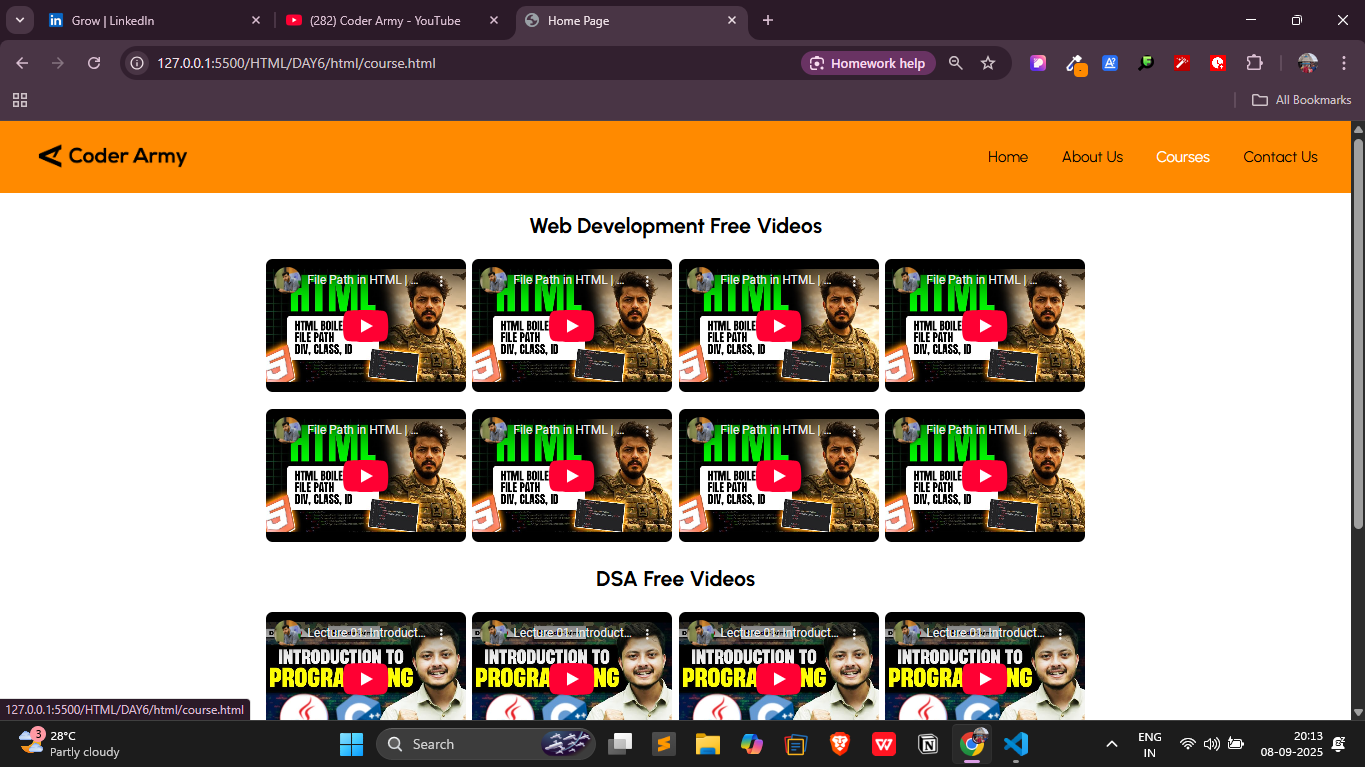 Grow | LinkedIn
(282) Coder Army - YouTube
Home Page
127.0.0.1:5500/HTML/DAY6/html/course.html
Homework help
All Bookmarks
Coder Army
Home
About Us
Courses
Contact Us
Web Development Free Videos
File Path in HTML | ...
HTML
HTML BOILE
FILE PATH
DIV, CLASS, ID
File Path in HTML | ...
HTML
HTML BOILE
FILE PATH
DIV, CLASS, ID
File Path in HTML | ...
HTML
HTML BOILE
FILE PATH
DIV, CLASS, ID
File Path in HTML | ...
HTML
HTML BOILE
FILE PATH
DIV, CLASS, ID
File Path in HTML | ...
HTML
HTML BOILE
FILE PATH
DIV, CLASS, ID
File Path in HTML | ...
HTML
HTML BOILE
FILE PATH
DIV, CLASS, ID
File Path in HTML | ...
HTML
HTML BOILE
FILE PATH
DIV, CLASS, ID
File Path in HTML | ...
HTML
HTML BOILE
FILE PATH
DIV, CLASS, ID
DSA Free Videos
Lecture 01: Introduct...
INTRODUCTION TO
PROGRA NG
Lecture 01: Introduct...
INTRODUCTION TO
PROGRA NG
Lecture 01: Introduct...
INTRODUCTION TO
PROGRA NG
Lecture 01: Introduct...
INTRODUCTION TO
PROGRA NG
127.0.0.1:5500/HTML/DAY6/html/course.html
3
28°C
Partly cloudy
Search
ENG
IN
20:13
08-09-2025